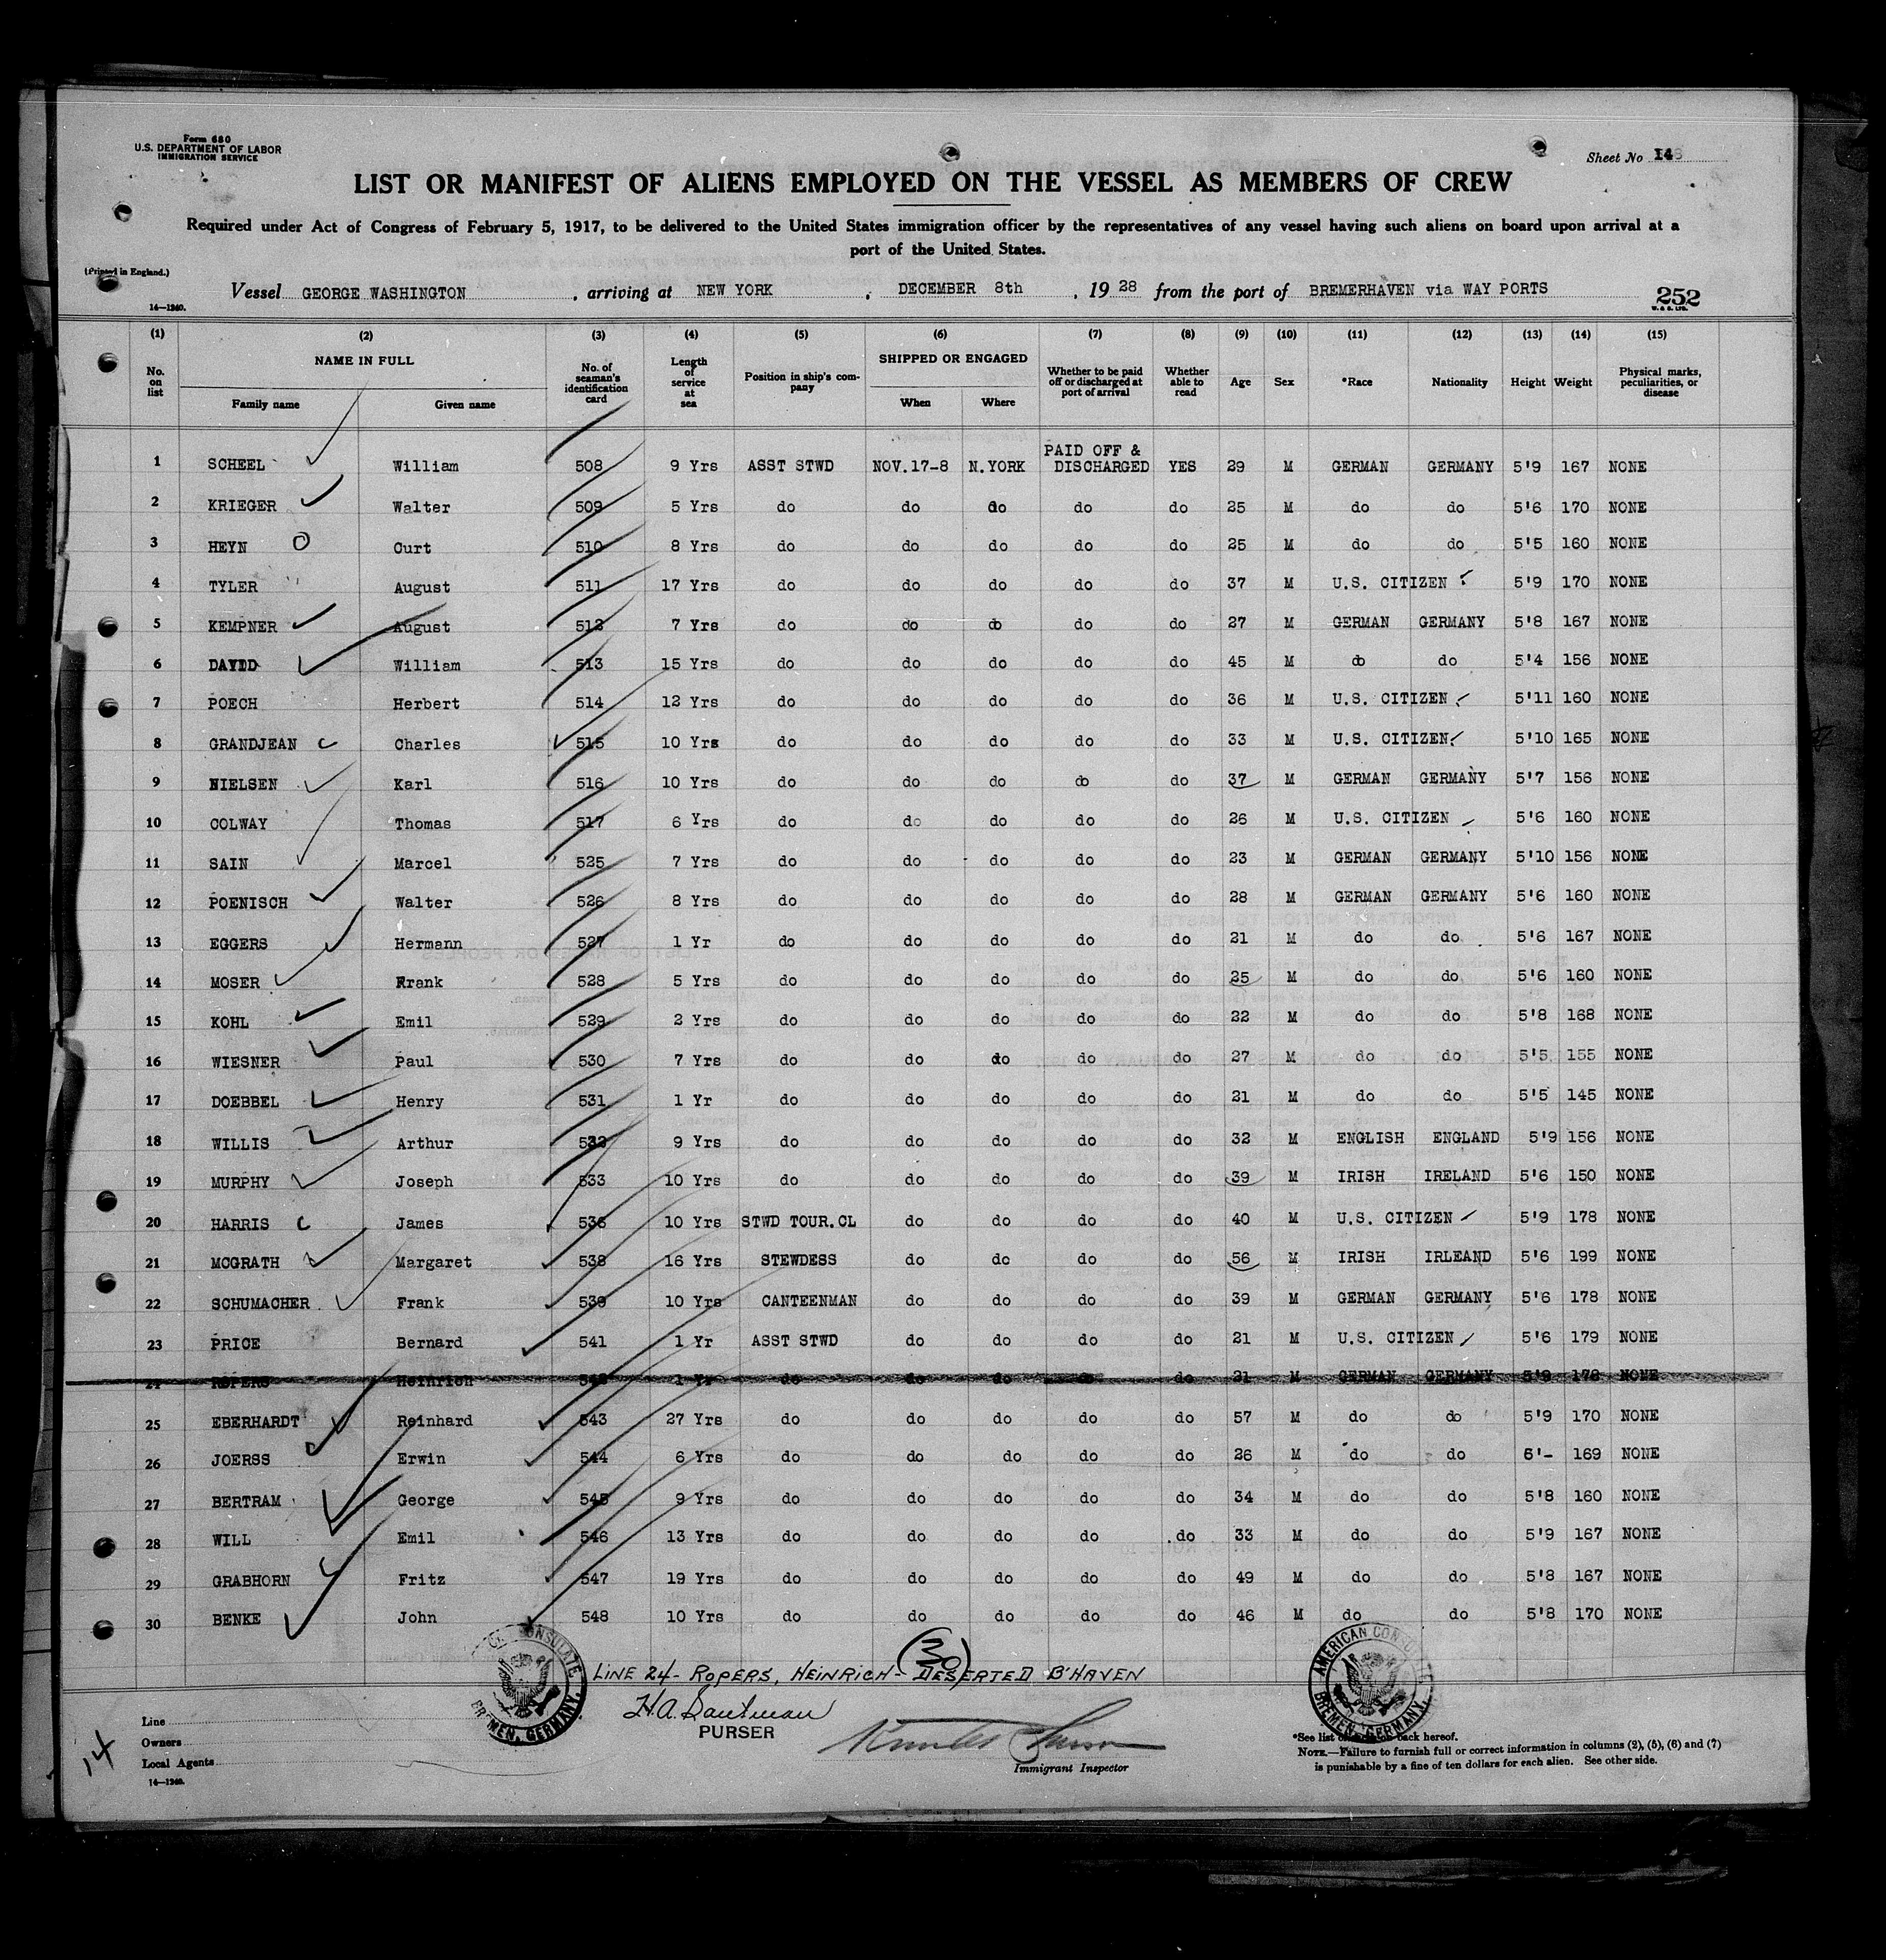 Form 680
U.S. DEPARTMENT OF LABOR
IMMIGRATION SERVICE
Sheet No 14
LIST OR MANIFEST OF ALIENS EMPLOYED ON THE VESSEL AS MEMBERS OF CREW
Required under Act of Congress of February 5, 1917, to be delivered to the United States immigration officer by the representatives of any vessel having such aliens on board upon arrival at a
port of the United States.
(Printed in England.)
Vessel GEORGE WASHINGTON, arriving at NEW YORK, DECEMBER 8th, 1928 from the port of BREMERHAVEN via WAY PORTS
14—1240.
252
(1) (2) (3) (4) (5) (6) (7) (8) (9) (10) (11) (12) (13) (14) (15)
No. on list NAME IN FULL Family name Given name No. of seaman's identification card Length of service at sea Position in ship's company SHIPPED OR ENGAGED When Where Whether to be paid off or discharged at port of arrival Whether able to read Age Sex *Race Nationality Height Weight Physical marks, peculiarities, or disease
1 SCHEEL William 508 9 Yrs ASST STWD NOV.17-8 N.YORK PAID OFF & DISCHARGED YES 29 M GERMAN GERMANY 5'9 167 NONE
2 KRIEGER Walter 509 5 Yrs do do do do do 25 M do do 5'6 170 NONE
3 HEYN Curt 510 8 Yrs do do do do do 25 M do do 5'5 160 NONE
4 TYLER August 511 17 Yrs do do do do do 37 M U.S. CITIZEN 5'9 170 NONE
5 KEMPNER August 512 7 Yrs do do do do do 27 M GERMAN GERMANY 5'8 167 NONE
6 DAVID William 513 15 Yrs do do do do do 45 M do do 5'4 156 NONE
7 POECH Herbert 514 12 Yrs do do do do do 36 M U.S. CITIZEN 5'11 160 NONE
8 GRANDJEAN c Charles 515 10 Yrs do do do do do 33 M U.S. CITIZEN 5'10 165 NONE
9 NIELSEN Karl 516 10 Yrs do do do do do 37 M GERMAN GERMANY 5'7 156 NONE
10 COLWAY Thomas 517 6 Yrs do do do do do 26 M U.S. CITIZEN 5'6 160 NONE
11 SAIN Marcel 525 7 Yrs do do do do do 23 M GERMAN GERMANY 5'10 156 NONE
12 POENISCH Walter 526 8 Yrs do do do do do 28 M GERMAN GERMANY 5'6 160 NONE
13 EGGERS Hermann 527 1 Yr do do do do do 21 M do do 5'6 167 NONE
14 MOSER Frank 528 5 Yrs do do do do do 25 M do do 5'6 160 NONE
15 KOHL Emil 529 2 Yrs do do do do do 22 M do do 5'8 168 NONE
16 WIESNER Paul 530 7 Yrs do do do do do 27 M do do 5'5 155 NONE
17 DOEBBEL Henry 531 1 Yr do do do do do 21 M do do 5'5 145 NONE
18 WILLIS Arthur 532 9 Yrs do do do do do 32 M ENGLISH ENGLAND 5'9 156 NONE
19 MURPHY Joseph 533 10 Yrs do do do do do 39 M IRISH IRELAND 5'6 150 NONE
20 HARRIS c James 536 10 Yrs STWD TOUR.CL do do do do 40 M U.S. CITIZEN 5'9 178 NONE
21 MCGRATH Margaret 538 16 Yrs STEWDESS do do do do 56 M IRISH IRLEAND 5'6 199 NONE
22 SCHUMACHER Frank 539 10 Yrs CANTEENMAN do do do do 39 M GERMAN GERMANY 5'6 178 NONE
23 PRICE Bernard 541 1 Yr ASST STWD do do do do 21 M U.S. CITIZEN 5'6 179 NONE
24 ROPERS Heinrich 542 1 Yr do do do do do 21 M GERMAN GERMANY 5'9 178 NONE
25 EBERHARDT Reinhard 543 27 Yrs do do do do do 57 M do do 5'9 170 NONE
26 JOERSS Erwin 544 6 Yrs do do do do do 26 M do do 6'- 169 NONE
27 BERTRAM George 545 9 Yrs do do do do do 34 M do do 5'8 160 NONE
28 WILL Emil 546 13 Yrs do do do do do 33 M do do 5'9 167 NONE
29 GRABHORN Fritz 547 19 Yrs do do do do do 49 M do do 5'8 167 NONE
30 BENKE John 548 10 Yrs do do do do do 46 M do do 5'8 170 NONE
30
LINE 24- ROPERS, HEINRICH- DESERTED B'HAVEN
AMERICAN CONSULATE BREMEN, GERMANY.
AMERICAN CONSULATE BREMEN, GERMANY.
H.A.
PURSER
Line
Owners
Local Agents
14—1240.
14
Immigrant Inspector
*See list of races on back hereof.
NOTE.—Failure to furnish full or correct information in columns (2), (5), (6) and (7)
is punishable by a fine of ten dollars for each alien. See other side.